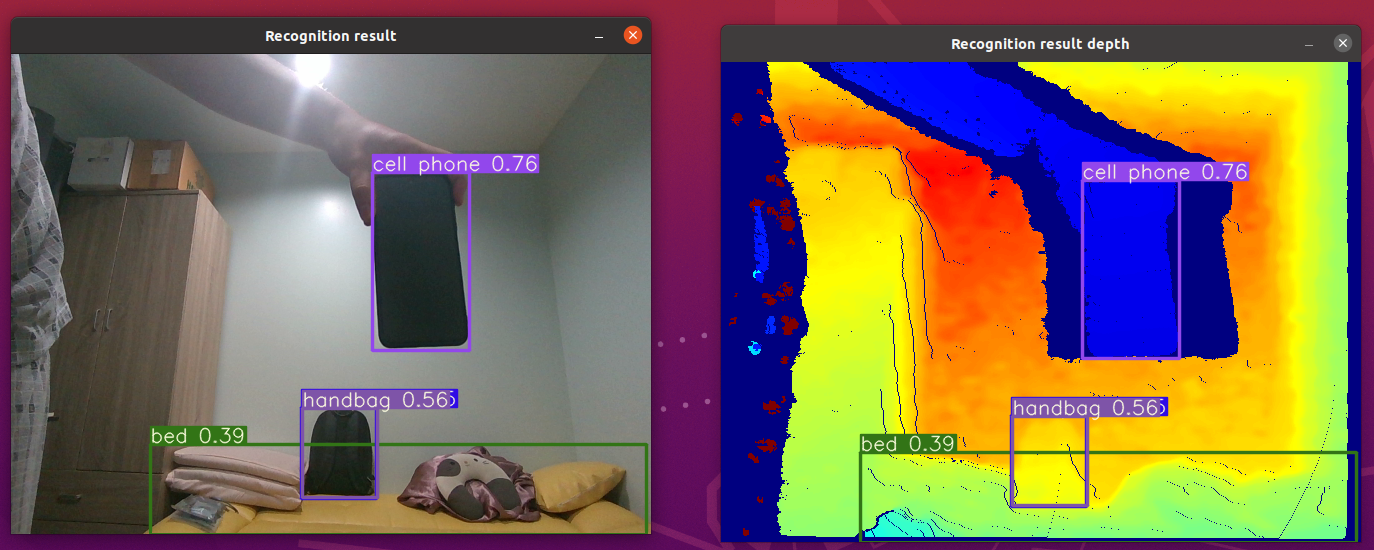 Recognition result
cell phone 0.76
handbag 0.56
bed 0.39
Recognition result depth
cell phone 0.76
handbag 0.56
bed 0.39